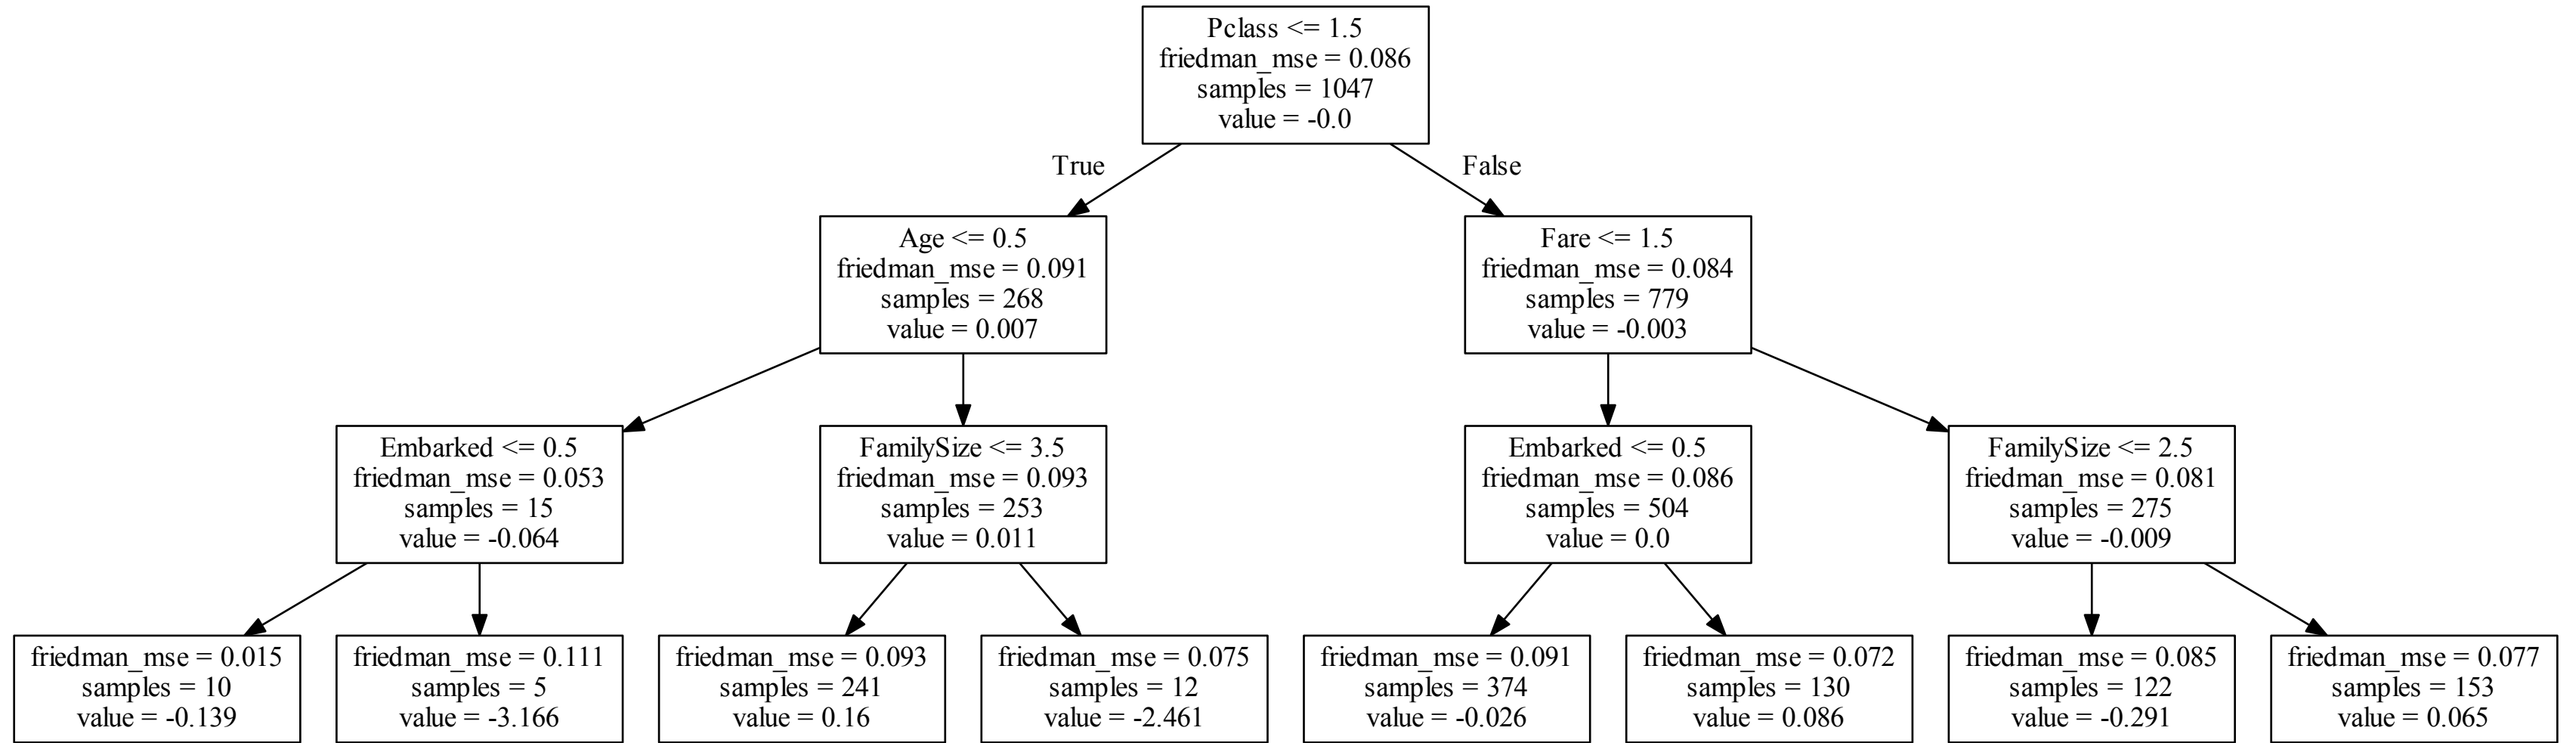 Pclass <= 1.5
friedman_mse = 0.086
samples = 1047
value = -0.0
True
False
Age <= 0.5
friedman_mse = 0.091
samples = 268
value = 0.007
Fare <= 1.5
friedman_mse = 0.084
samples = 779
value = -0.003
Embarked <= 0.5
friedman_mse = 0.053
samples = 15
value = -0.064
FamilySize <= 3.5
friedman_mse = 0.093
samples = 253
value = 0.011
Embarked <= 0.5
friedman_mse = 0.086
samples = 504
value = 0.0
FamilySize <= 2.5
friedman_mse = 0.081
samples = 275
value = -0.009
friedman_mse = 0.015
samples = 10
value = -0.139
friedman_mse = 0.111
samples = 5
value = -3.166
friedman_mse = 0.093
samples = 241
value = 0.16
friedman_mse = 0.075
samples = 12
value = -2.461
friedman_mse = 0.091
samples = 374
value = -0.026
friedman_mse = 0.072
samples = 130
value = 0.086
friedman_mse = 0.085
samples = 122
value = -0.291
friedman_mse = 0.077
samples = 153
value = 0.065